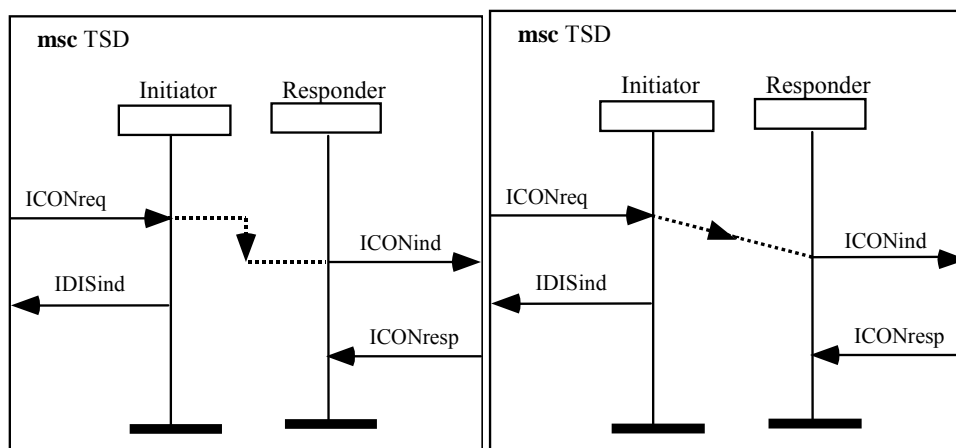 msc TSD
Initiator
Responder
ICONreq
ICONind
IDISind
ICONresp
msc TSD
Initiator
Responder
ICONreq
ICONind
IDISind
ICONresp